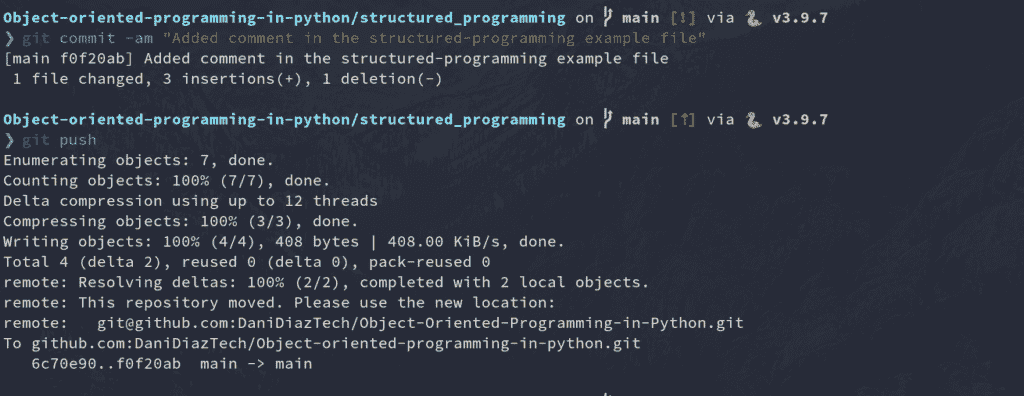 Object-oriented-programming-in-python/structured_programming on main [!] via v3.9.7
❯ git commit -am "Added comment in the structured-programming example file"
[main f0f20ab] Added comment in the structured-programming example file
1 file changed, 3 insertions(+), 1 deletion(-)
Object-oriented-programming-in-python/structured_programming on main [↑] via v3.9.7
❯ git push
Enumerating objects: 7, done.
Counting objects: 100% (7/7), done.
Delta compression using up to 12 threads
Compressing objects: 100% (3/3), done.
Writing objects: 100% (4/4), 408 bytes | 408.00 KiB/s, done.
Total 4 (delta 2), reused 0 (delta 0), pack-reused 0
remote: Resolving deltas: 100% (2/2), completed with 2 local objects.
remote: This repository moved. Please use the new location:
remote:   git@github.com:DaniDiazTech/Object-Oriented-Programming-in-Python.git
To github.com:DaniDiazTech/Object-oriented-programming-in-python.git
6c70e90..f0f20ab  main -> main